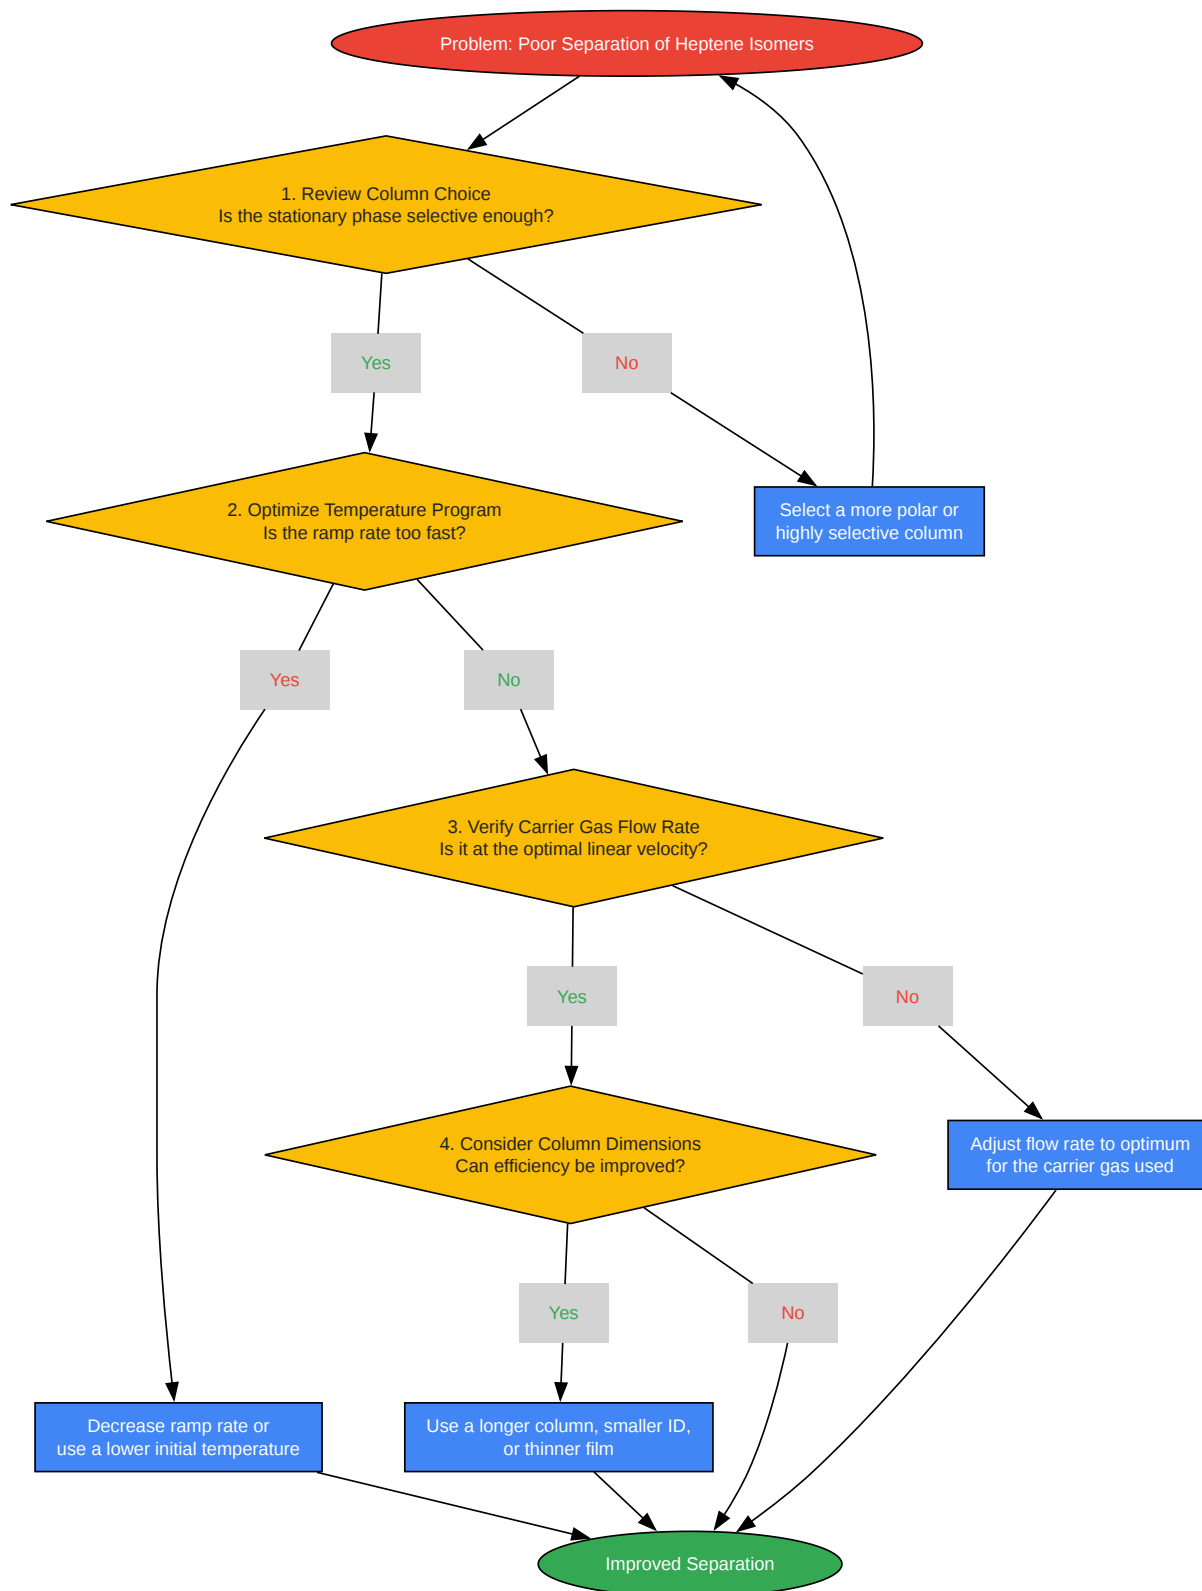 Problem: Poor Separation of Heptene Isomers
1. Review Column Choice
Is the stationary phase selective enough?
Yes
No
2. Optimize Temperature Program
Is the ramp rate too fast?
Select a more polar or
highly selective column
Yes
No
3. Verify Carrier Gas Flow Rate
Is it at the optimal linear velocity?
Yes
No
4. Consider Column Dimensions
Can efficiency be improved?
Adjust flow rate to optimum
for the carrier gas used
Yes
No
Decrease ramp rate or
use a lower initial temperature
Use a longer column, smaller ID,
or thinner film
Improved Separation